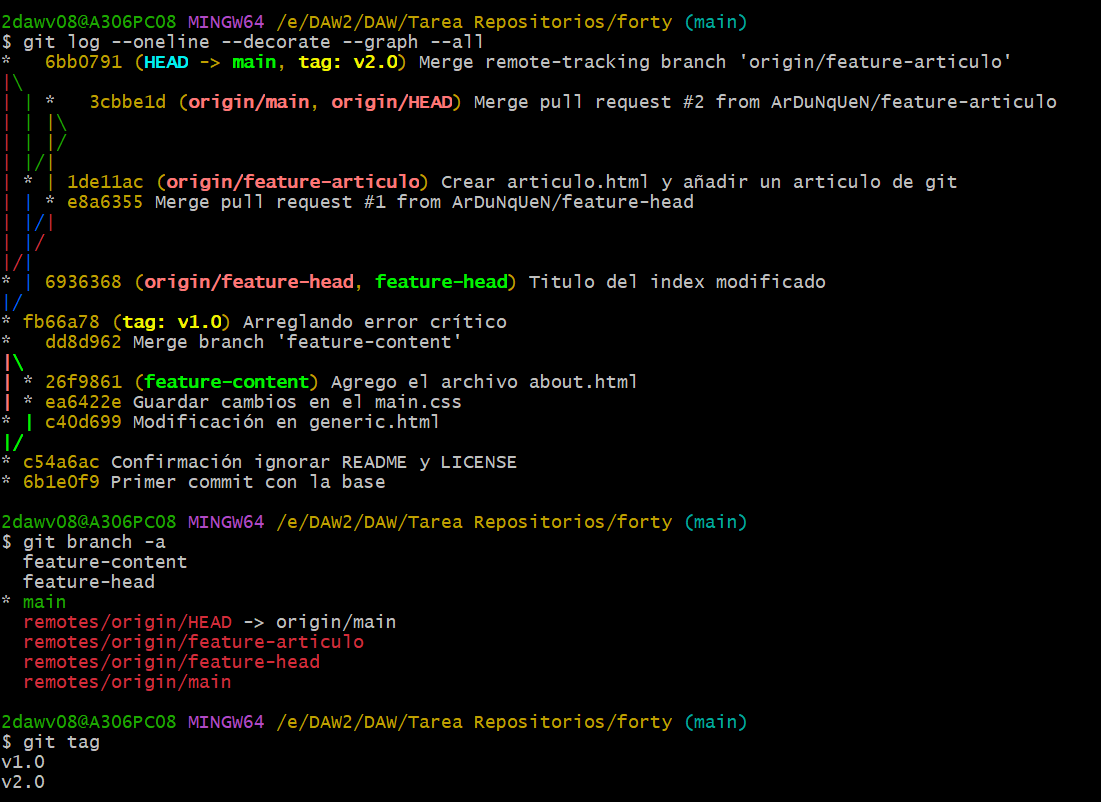 2dawv08@A306PC08 MINGW64 /e/DAW2/DAW/Tarea Repositorios/forty (main)
$ git log --oneline --decorate --graph --all
*   6bb0791 (HEAD -> main, tag: v2.0) Merge remote-tracking branch 'origin/feature-articulo'
|\
| | *   3cbbe1d (origin/main, origin/HEAD) Merge pull request #2 from ArDuNqUeN/feature-articulo
| | |\
| | |/
| |/|
| * | 1de11ac (origin/feature-articulo) Crear articulo.html y añadir un articulo de git
| | * e8a6355 Merge pull request #1 from ArDuNqUeN/feature-head
| |/|
| |/
|/|
* | 6936368 (origin/feature-head, feature-head) Titulo del index modificado
|/
* fb66a78 (tag: v1.0) Arreglando error crítico
*   dd8d962 Merge branch 'feature-content'
|\
| * 26f9861 (feature-content) Agrego el archivo about.html
| * ea6422e Guardar cambios en el main.css
* | c40d699 Modificación en generic.html
|/
* c54a6ac Confirmación ignorar README y LICENSE
* 6b1e0f9 Primer commit con la base
2dawv08@A306PC08 MINGW64 /e/DAW2/DAW/Tarea Repositorios/forty (main)
$ git branch -a
  feature-content
  feature-head
* main
  remotes/origin/HEAD -> origin/main
  remotes/origin/feature-articulo
  remotes/origin/feature-head
  remotes/origin/main
2dawv08@A306PC08 MINGW64 /e/DAW2/DAW/Tarea Repositorios/forty (main)
$ git tag
v1.0
v2.0